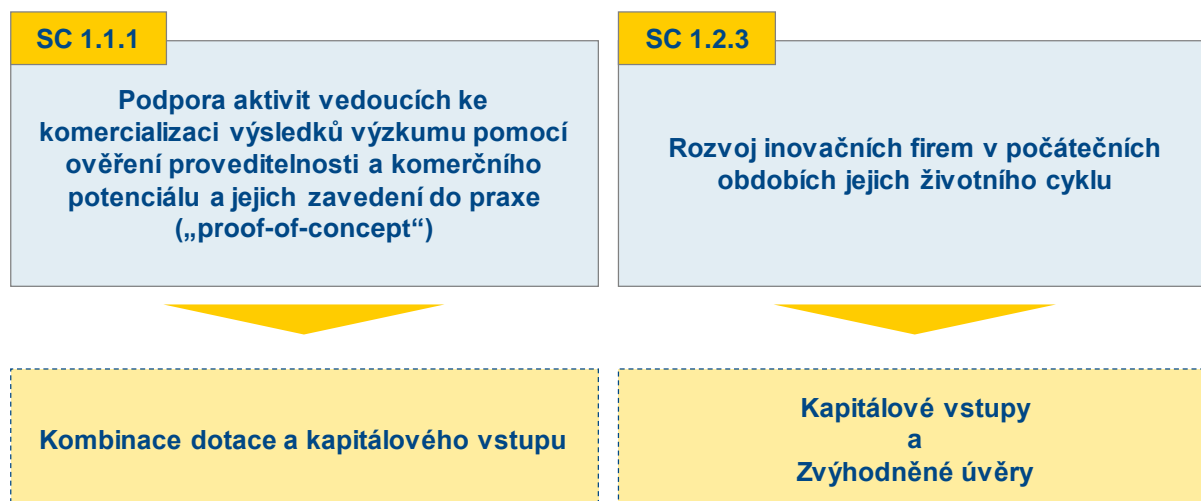 SC 1.1.1
Podpora aktivit vedoucích ke
komercializaci výsledků výzkumu pomocí
ověření proveditelnosti a komerčního
potenciálu a jejich zavedení do praxe
(„proof-of-concept“)
Kombinace dotace a kapitálového vstupu
SC 1.2.3
Rozvoj inovačních firem v počátečních
obdobích jejich životního cyklu
Kapitálové vstupy
a
Zvýhodněné úvěry